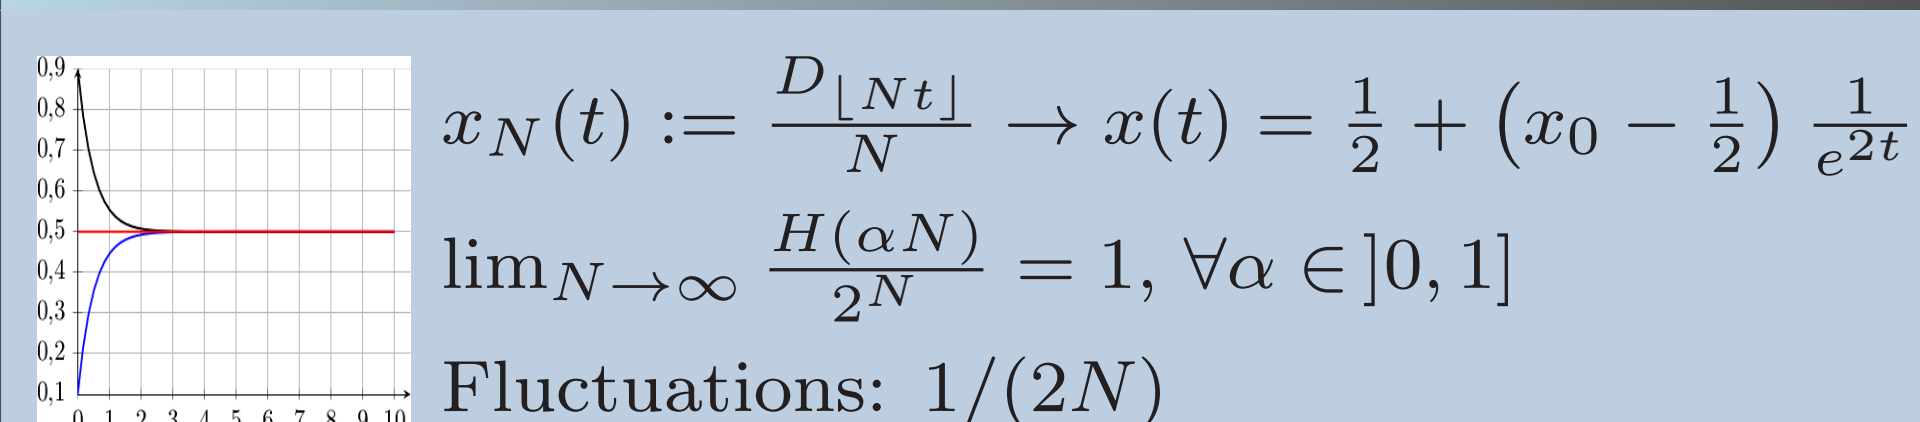 0,9
0,8
0,7
0,6
0,5
0,4
0,3
0,2
0,1
0 1 2 3 4 5 6 7 8 9 10
x_N(t) := D_{⌊Nt⌋}/N → x(t) = 1/2 + (x_0 − 1/2) 1/e^{2t}
lim_{N→∞} H(αN)/2^N = 1, ∀α ∈ ]0, 1]
Fluctuations: 1/(2N)